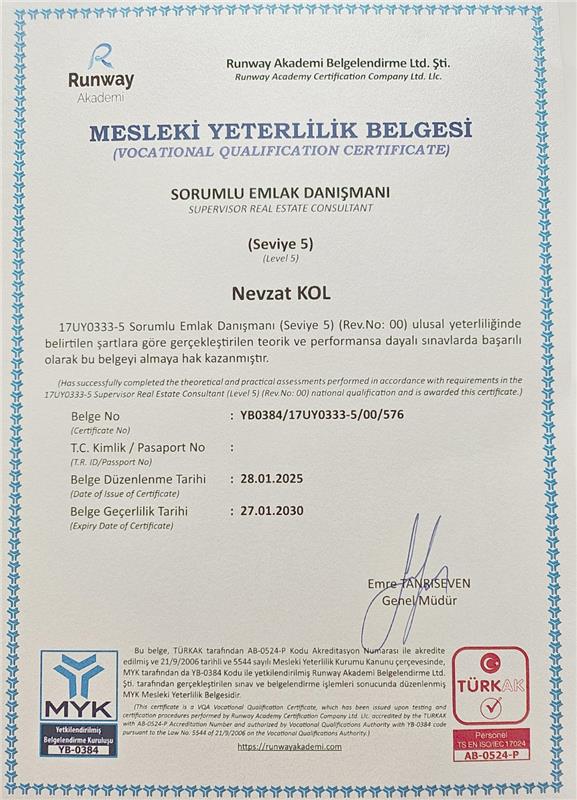 Runway
Akademi
Runway Akademi Belgelendirme Ltd. Şti.
Runway Academy Certification Company Ltd. Llc.
MESLEKİ YETERLİLİK BELGESİ
(VOCATIONAL QUALIFICATION CERTIFICATE)
SORUMLU EMLAK DANIŞMANI
SUPERVISOR REAL ESTATE CONSULTANT
(Seviye 5)
(Level 5)
Nevzat KOL
17UY0333-5 Sorumlu Emlak Danışmanı (Seviye 5) (Rev.No: 00) ulusal yeterliliğinde
belirtilen şartlara göre gerçekleştirilen teorik ve performansa dayalı sınavlarda başarılı
olarak bu belgeyi almaya hak kazanmıştır.
(Has successfully completed the theoretical and practical assessments performed in accordance with requirements in the
17UY0333-5 Supervisor Real Estate Consultant (Level 5) (Rev.No: 00) national qualification and is awarded this certificate.)
Belge No : YB0384/17UY0333-5/00/576
(Certificate No)
T.C. Kimlik / Pasaport No :
(T.R. ID/Passport No)
Belge Düzenlenme Tarihi : 28.01.2025
(Date of Issue of Certificate)
Belge Geçerlilik Tarihi : 27.01.2030
(Expiry Date of Certificate)
Emre TANRISEVEN
Genel Müdür
Bu belge, TÜRKAK tarafından AB-0524-P Kodu Akreditasyon Numarası ile akredite
edilmiş ve 21/9/2006 tarihli ve 5544 sayılı Mesleki Yeterlilik Kurumu Kanunu çerçevesinde,
MYK tarafından da YB-0384 Kodu ile yetkilendirilmiş Runway Akademi Belgelendirme Ltd.
Şti. tarafından gerçekleştirilen sınav ve belgelendirme işlemleri sonucunda düzenlenmiş
MYK Mesleki Yeterlilik Belgesidir.
(This certificate is a VQA Vocational Qualification Certificate, which has been issued upon testing and
certification procedures performed by Runway Academy Certification Company Ltd. Llc. accredited by the TURKAK
with AB-0524-P Accreditation Number and authorized by Vocational Qualifications Authority with YB-0384 code
pursuant to the Law No. 5544 of 21/9/2006 on the Vocational Qualifications Authority.)
https://runwayakademi.com
MYK
Yetkilendirilmiş
Belgelendirme Kuruluşu
YB-0384
TÜRKAK
Personel
TS EN ISO/IEC 17024
AB-0524-P